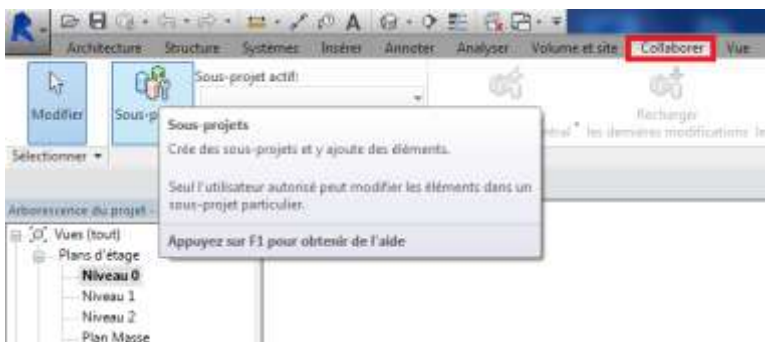 Architecture Structure Systèmes Insérer Annoter Analyser Volume et site Collaborer Vue
Sous-projet actif:
Modifier
Recharger
les dernières modifications
Sélectionner
Sous-projets
Crée des sous-projets et y ajoute des éléments.
Seul l'utilisateur autorisé peut modifier les éléments dans un
sous-projet particulier.
Appuyez sur F1 pour obtenir de l'aide
Arborescence du projet -
Vues (tout)
Plans d'étage
Niveau 0
Niveau 1
Niveau 2
Plan Masse